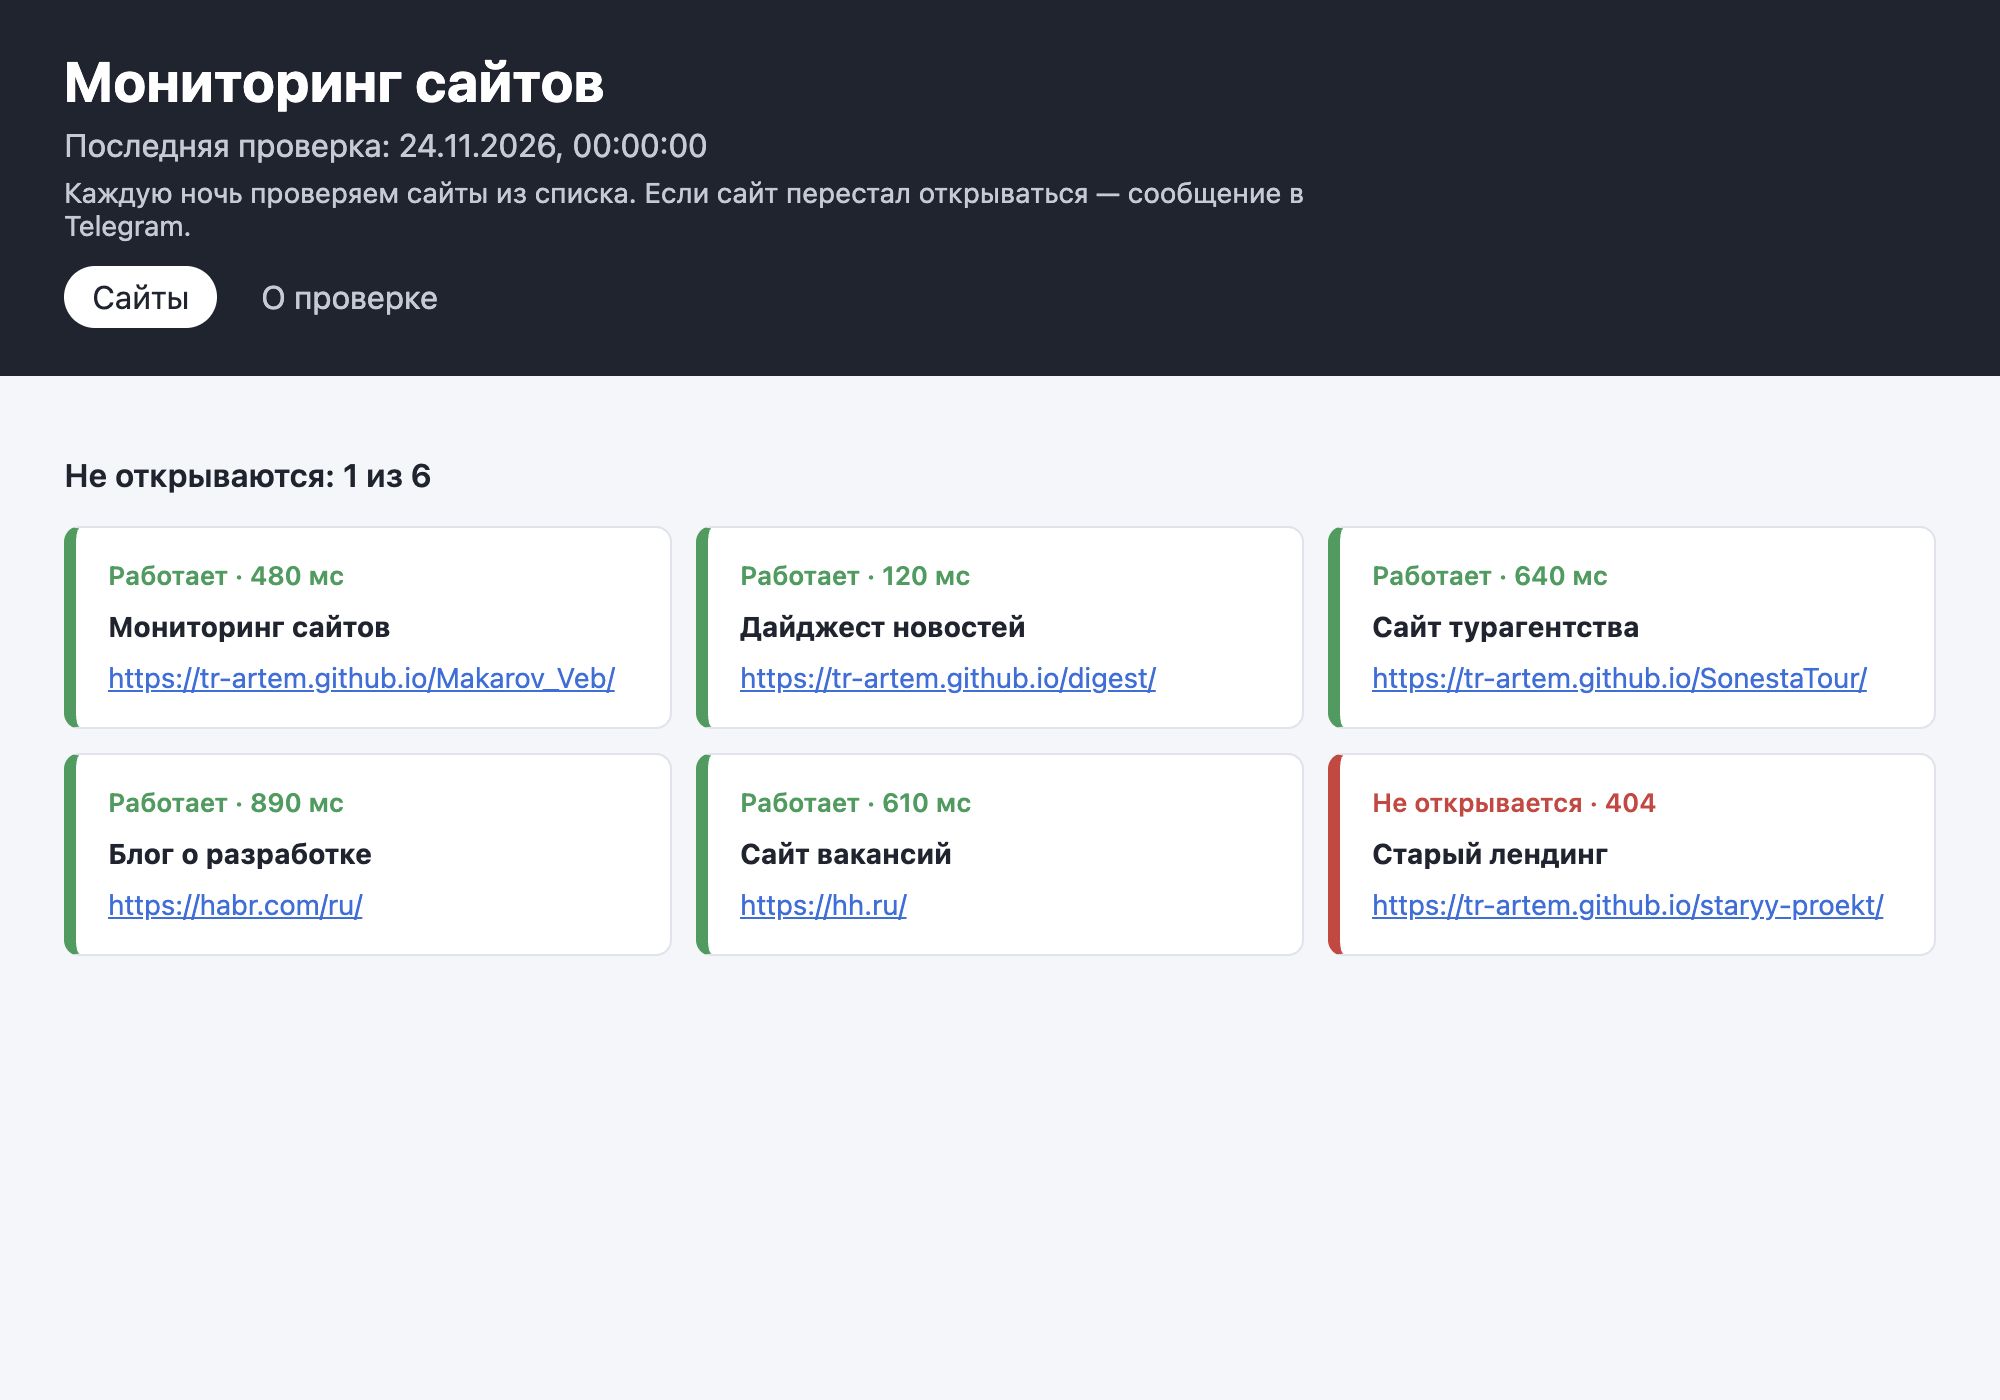 Мониторинг сайтов
Последняя проверка: 24.11.2026, 00:00:00
Каждую ночь проверяем сайты из списка. Если сайт перестал открываться — сообщение в
Telegram.
Сайты
О проверке
Не открываются: 1 из 6
Работает · 480 мс
Мониторинг сайтов
https://tr-artem.github.io/Makarov_Veb/
Работает · 120 мс
Дайджест новостей
https://tr-artem.github.io/digest/
Работает · 640 мс
Сайт турагентства
https://tr-artem.github.io/SonestaTour/
Работает · 890 мс
Блог о разработке
https://habr.com/ru/
Работает · 610 мс
Сайт вакансий
https://hh.ru/
Не открывается · 404
Старый лендинг
https://tr-artem.github.io/staryy-proekt/